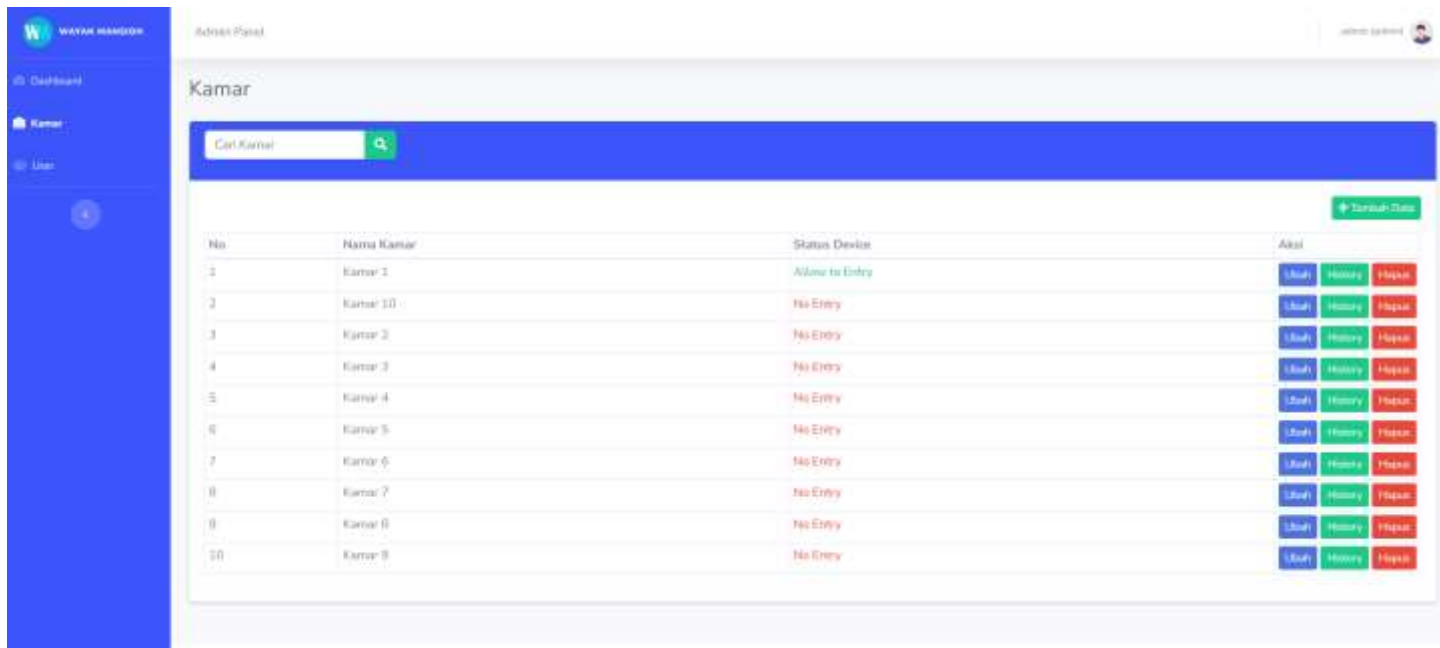 WAYAN MANSION
Admin Panel
Dashboard
Kamar
User
Kamar
Cari Kamar
Tambah Data
No Nama Kamar Status Device Aksi
1 Kamar 1 Allow to Entry Ubah History Hapus
2 Kamar 10 No Entry Ubah History Hapus
3 Kamar 2 No Entry Ubah History Hapus
4 Kamar 3 No Entry Ubah History Hapus
5 Kamar 4 No Entry Ubah History Hapus
6 Kamar 5 No Entry Ubah History Hapus
7 Kamar 6 No Entry Ubah History Hapus
8 Kamar 7 No Entry Ubah History Hapus
9 Kamar 8 No Entry Ubah History Hapus
10 Kamar 9 No Entry Ubah History Hapus